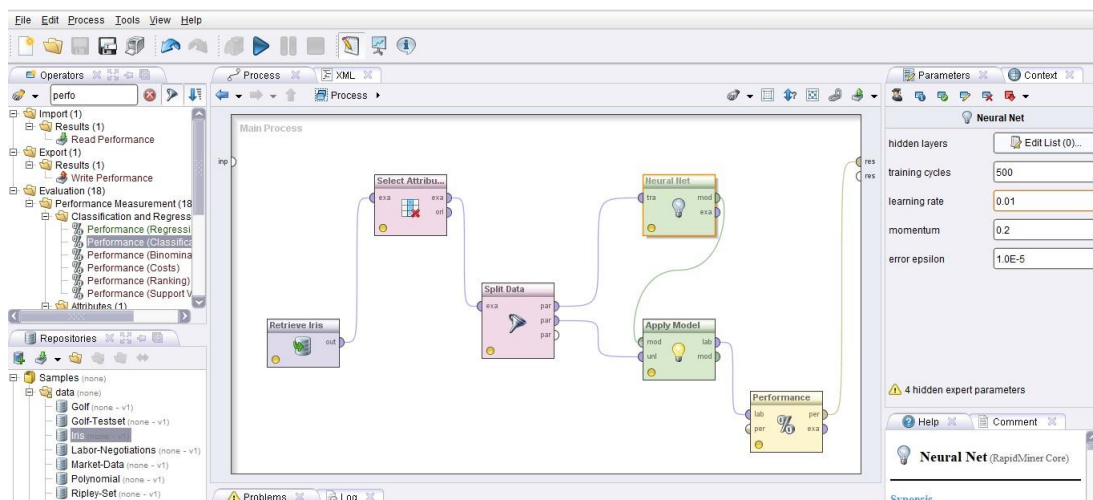 File Edit Process Tools View Help
Operators
perfo
Import (1)
Results (1)
Read Performance
Export (1)
Results (1)
Write Performance
Evaluation (18)
Performance Measurement (18
Classification and Regress
Performance (Regressi
Performance (Classifica
Performance (Binomina
Performance (Costs)
Performance (Ranking)
Performance (Support V
Attributes (1)
Repositories
Samples (none)
data (none)
Golf (none - v1)
Golf-Testset (none - v1)
Iris (none - v1)
Labor-Negotiations (none - v1)
Market-Data (none - v1)
Polynomial (none - v1)
Ripley-Set (none - v1)
Process
XML
Process
Main Process
inp
res
res
Select Attribu...
exa exa
ori
Neural Net
tra mod
exa
Split Data
exa par
par
par
Retrieve Iris
out
Apply Model
mod lab
unl mod
Performance
lab per
per exa
Problems
Log
Parameters
Context
Neural Net
hidden layers Edit List (0)...
training cycles 500
learning rate 0.01
momentum 0.2
error epsilon 1.0E-5
4 hidden expert parameters
Help
Comment
Neural Net (RapidMiner Core)
Synopsis